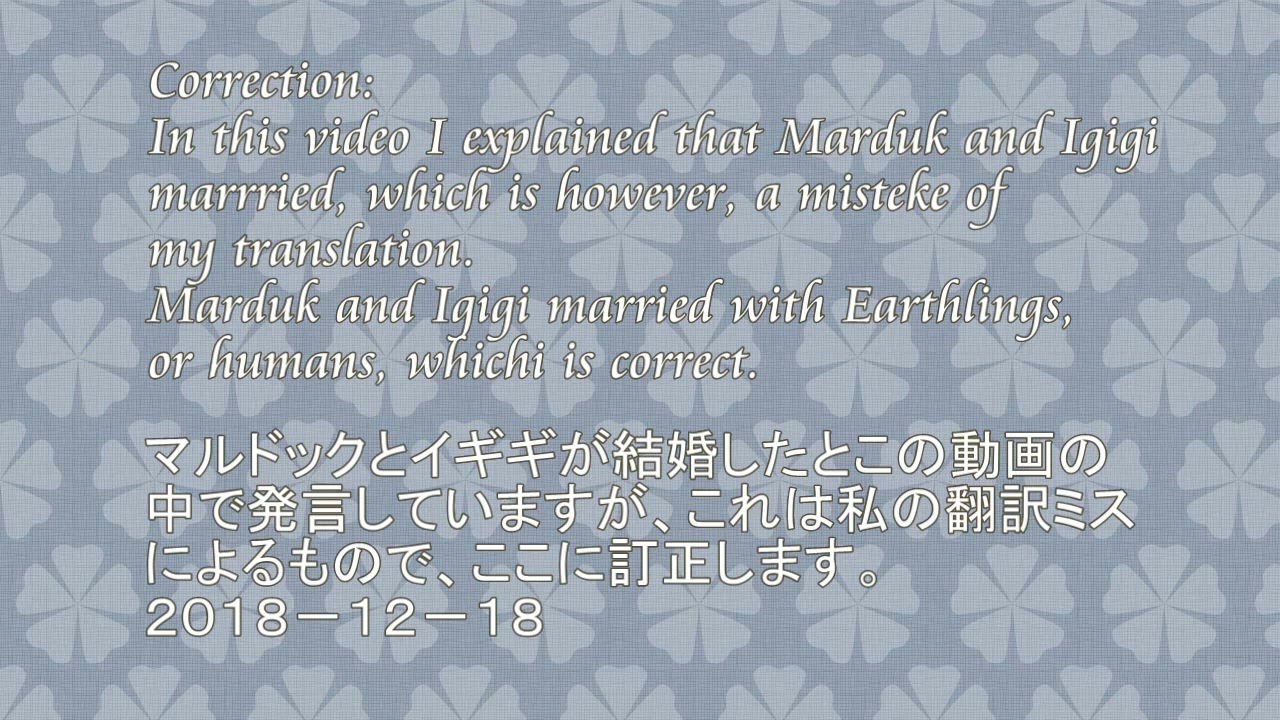 Correction:
In this video I explained that Marduk and Igigi
marrried, which is however, a misteke of
my translation.
Marduk and Igigi married with Earthlings,
or humans, whichi is correct.
マルドックとイギギが結婚したとこの動画の
中で発言していますが、これは私の翻訳ミス
によるもので、ここに訂正します。
２０１８－１２－１８